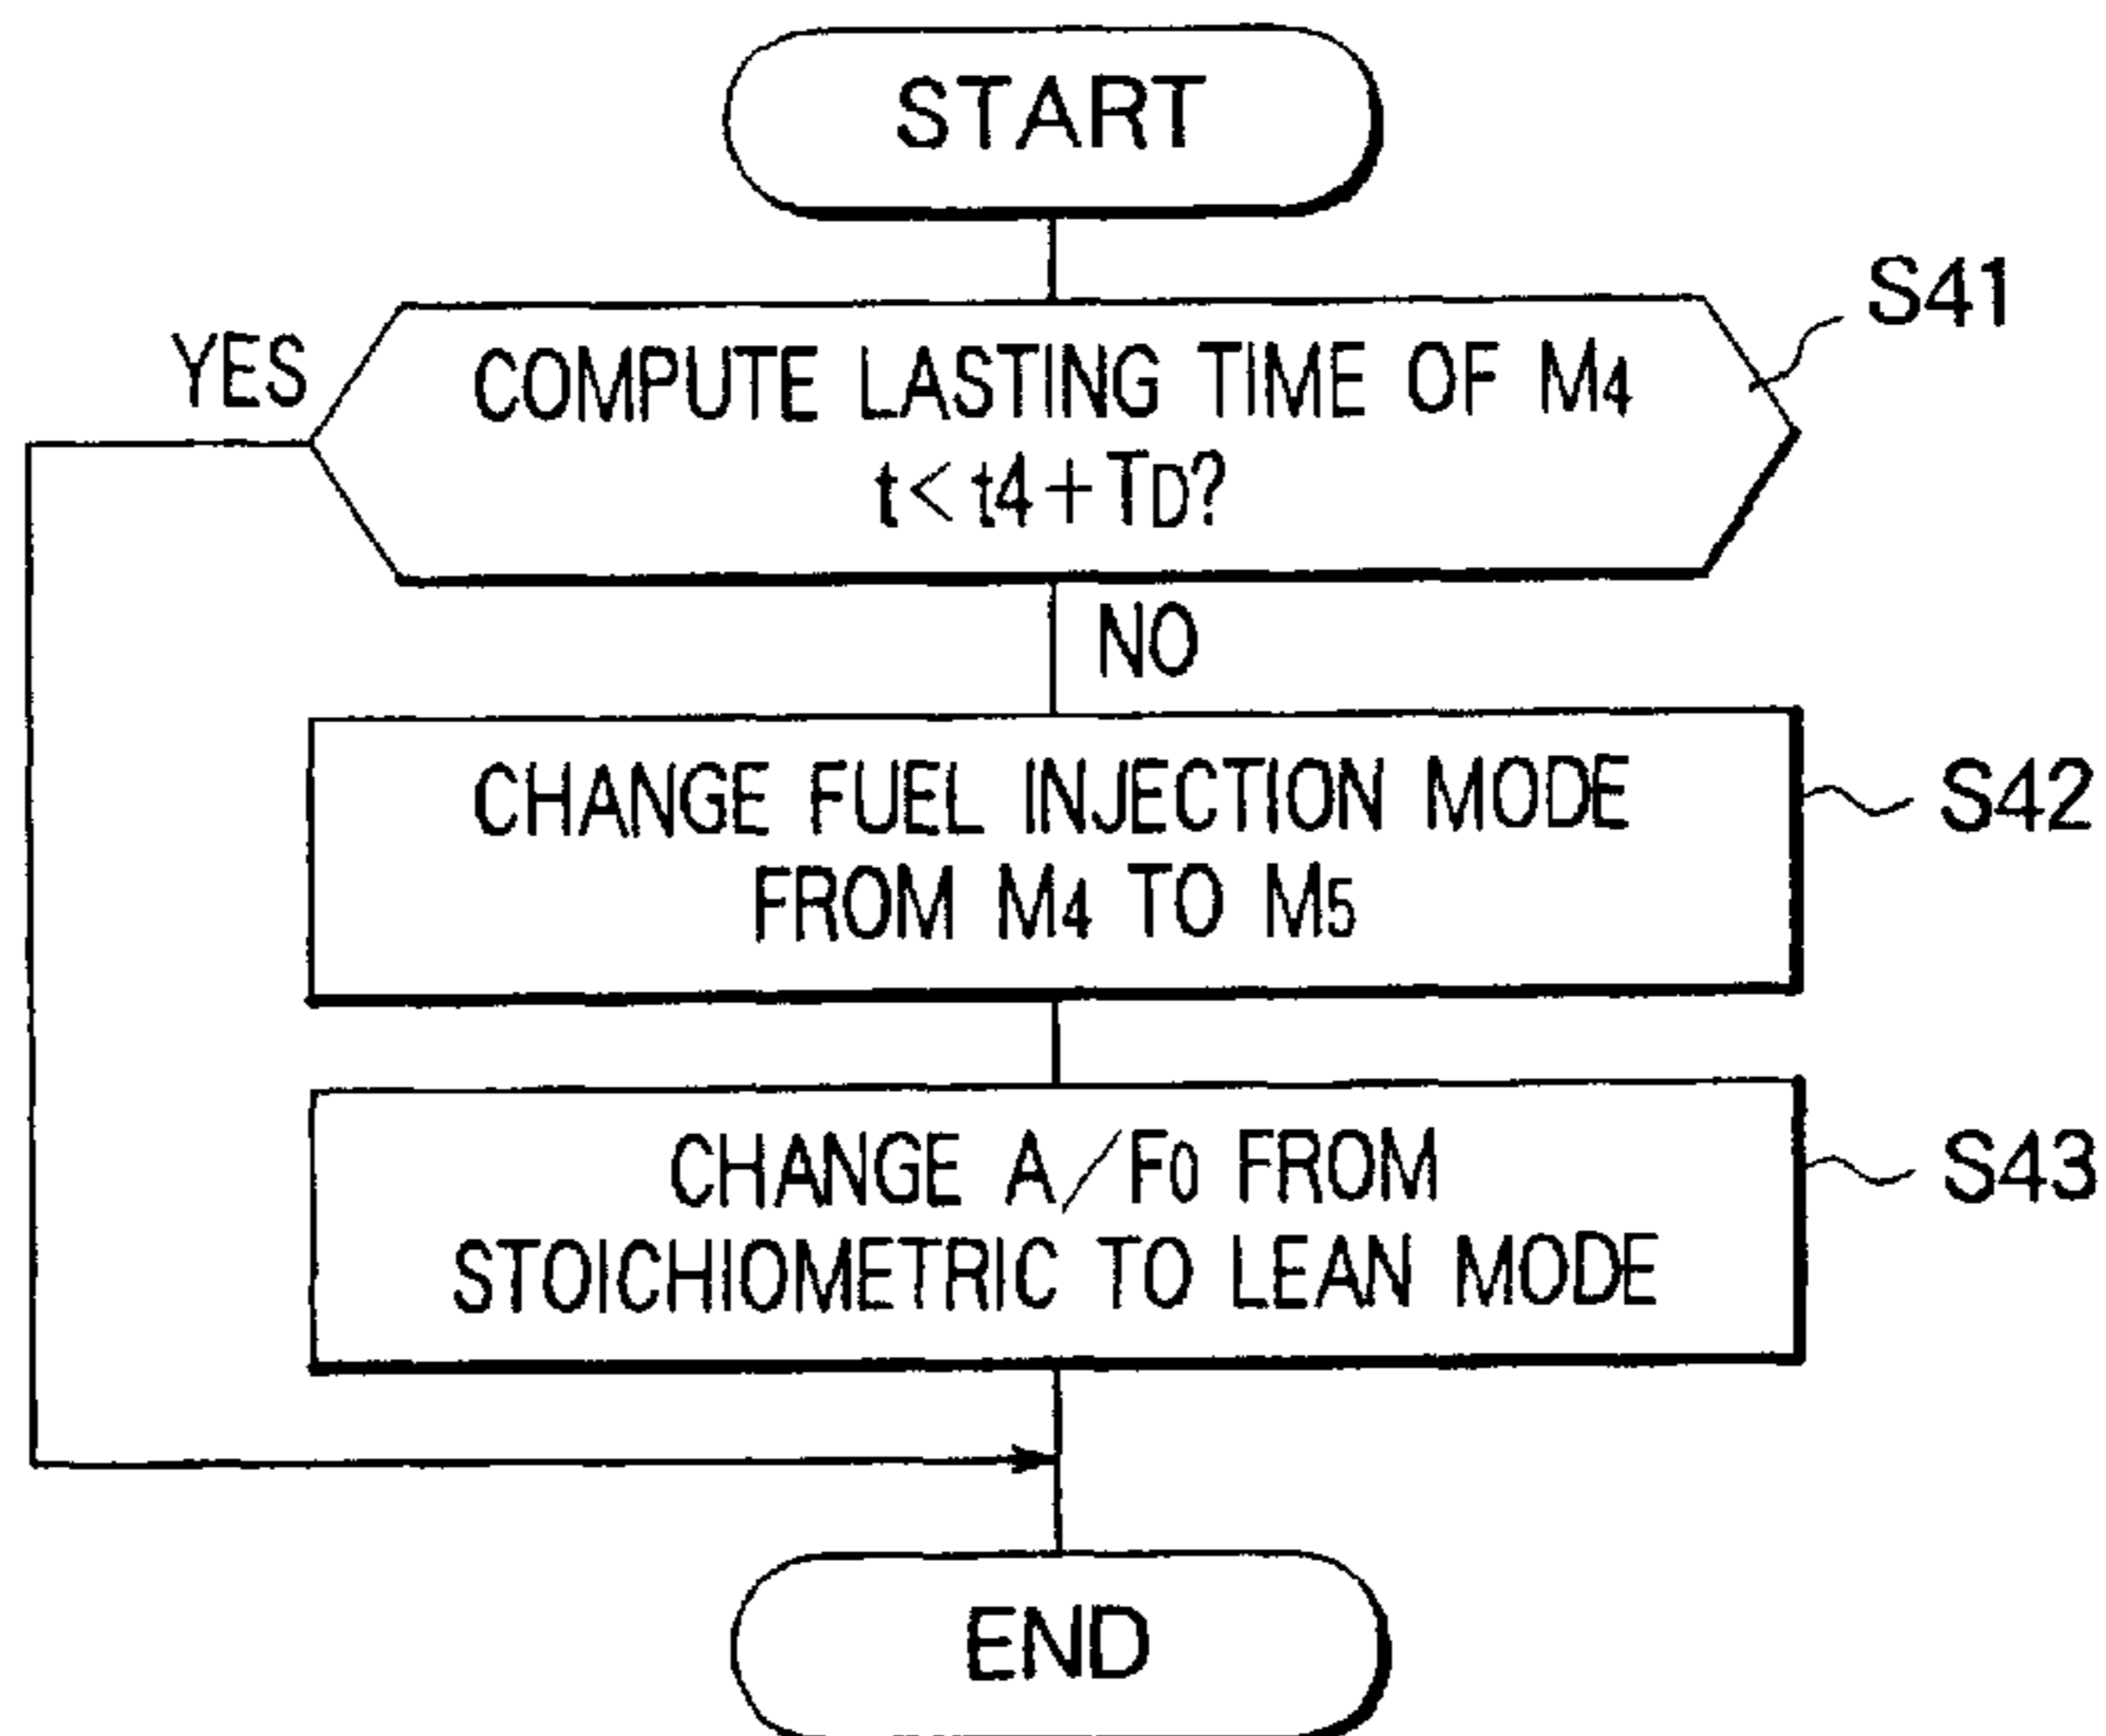 START
S41
YES
COMPUTE LASTING TIME OF M4
t < t4 + TD?
NO
CHANGE FUEL INJECTION MODE
FROM M4 TO M5
S42
CHANGE A/F0 FROM
STOICHIOMETRIC TO LEAN MODE
S43
END